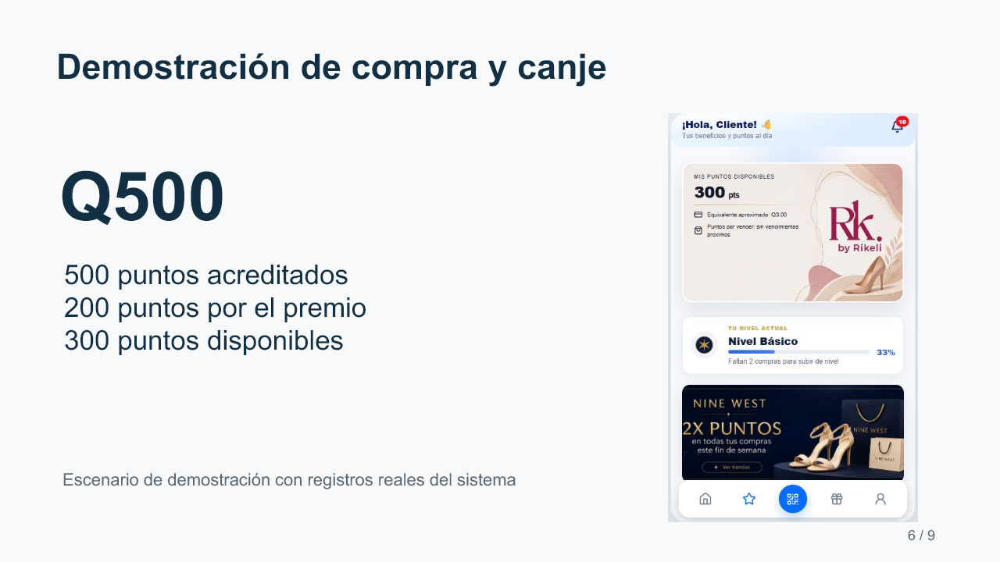 Demostración de compra y canje
Q500
500 puntos acreditados
200 puntos por el premio
300 puntos disponibles
Escenario de demostración con registros reales del sistema
¡Hola, Cliente! 👋
Tus beneficios y puntos al día
10
MIS PUNTOS DISPONIBLES
300 pts
Equivalente aproximado Q3.00
Puntos por vencer: sin vencimientos
proximos
Rk.
by Rikeli
TU NIVEL ACTUAL
Nivel Básico
33%
Faltan 2 compras para subir de nivel
NINE WEST
2X PUNTOS
en todas tus compras
este fin de semana
Ver tiendas
NINE WEST
NINE WEST
6 / 9